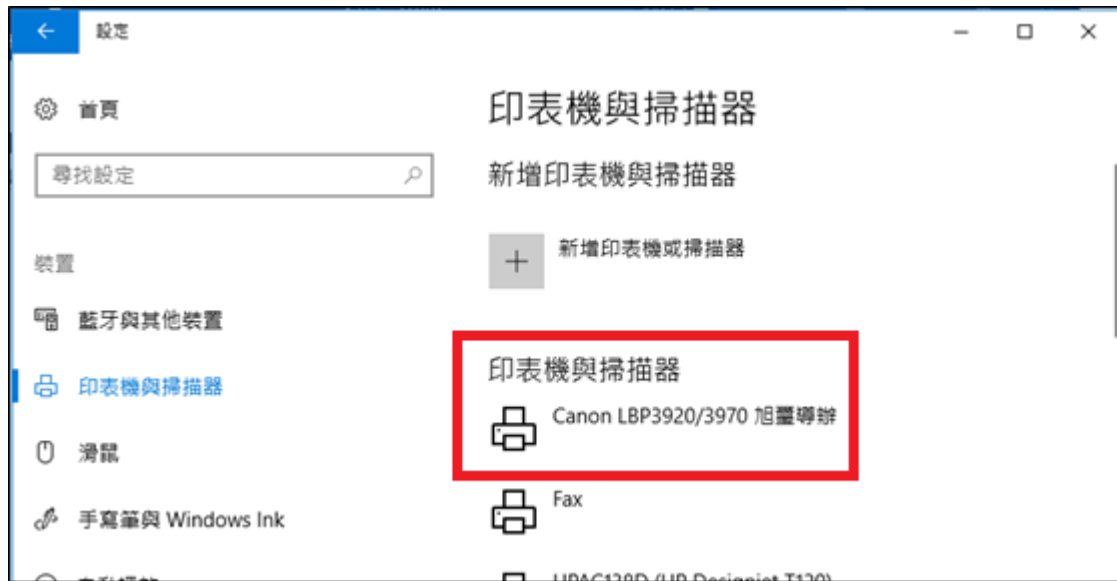 設定
首頁
尋找設定
裝置
藍牙與其他裝置
印表機與掃描器
滑鼠
手寫筆與 Windows Ink
印表機與掃描器
新增印表機與掃描器
新增印表機或掃描器
印表機與掃描器
Canon LBP3920/3970 旭璽導辦
Fax
(HP Designjet T120)